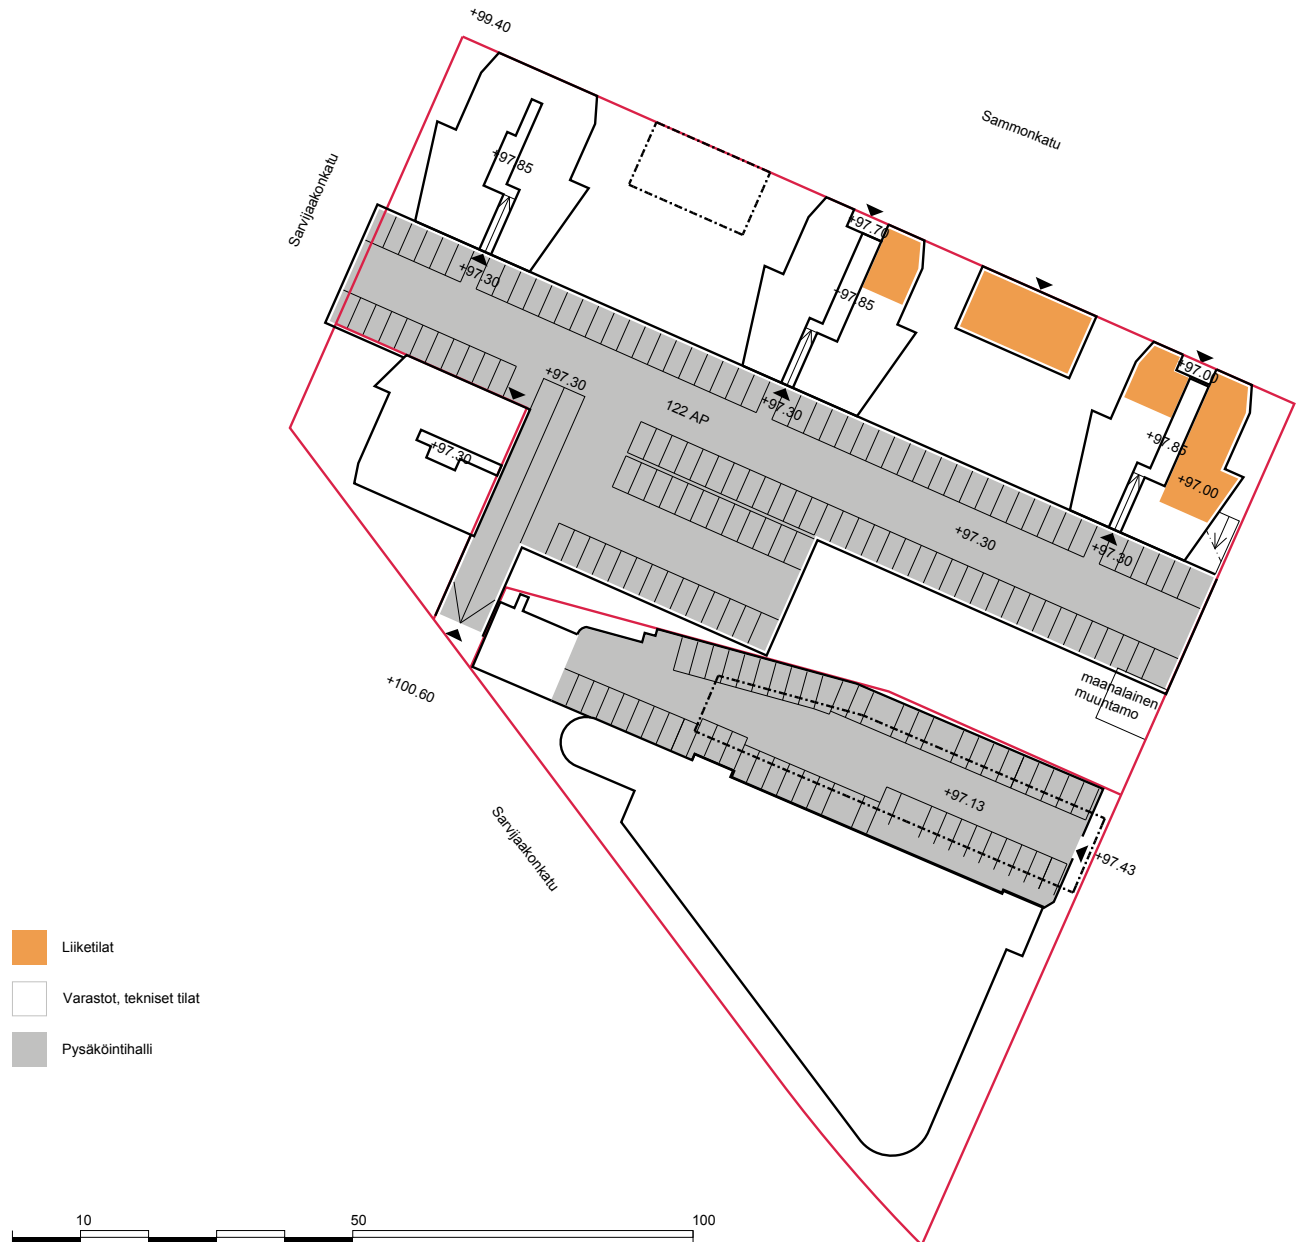 +99.40
Sammonkatu
+97.85
Sarvijaakonkatu
+97.70
+97.30
+97.85
+97.00
+97.30
+97.30
122 AP
+97.85
+97.30
+97.00
+97.30
+97.30
maanalainen
muuntamo
+100.60
+97.13
Sarvijaakonkatu
+97.43
Liiketilat
Varastot, tekniset tilat
Pysäköintihalli
10
50
100